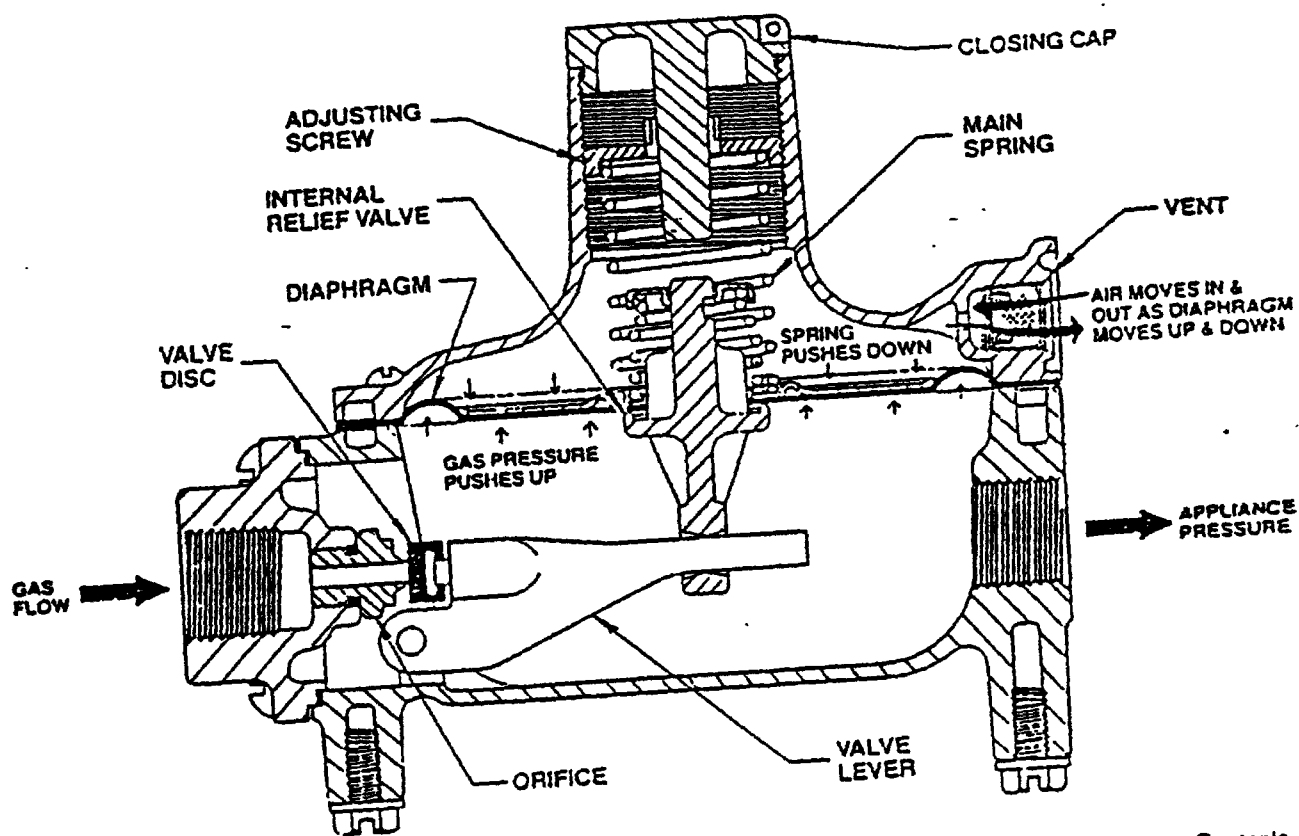 CLOSING CAP
ADJUSTING
SCREW
MAIN
SPRING
INTERNAL
RELIEF VALVE
VENT
DIAPHRAGM
AIR MOVES IN &
OUT AS DIAPHRAGM
MOVES UP & DOWN
SPRING
PUSHES DOWN
VALVE
DISC
GAS PRESSURE
PUSHES UP
APPLIANCE
PRESSURE
GAS
FLOW
VALVE
LEVER
ORIFICE